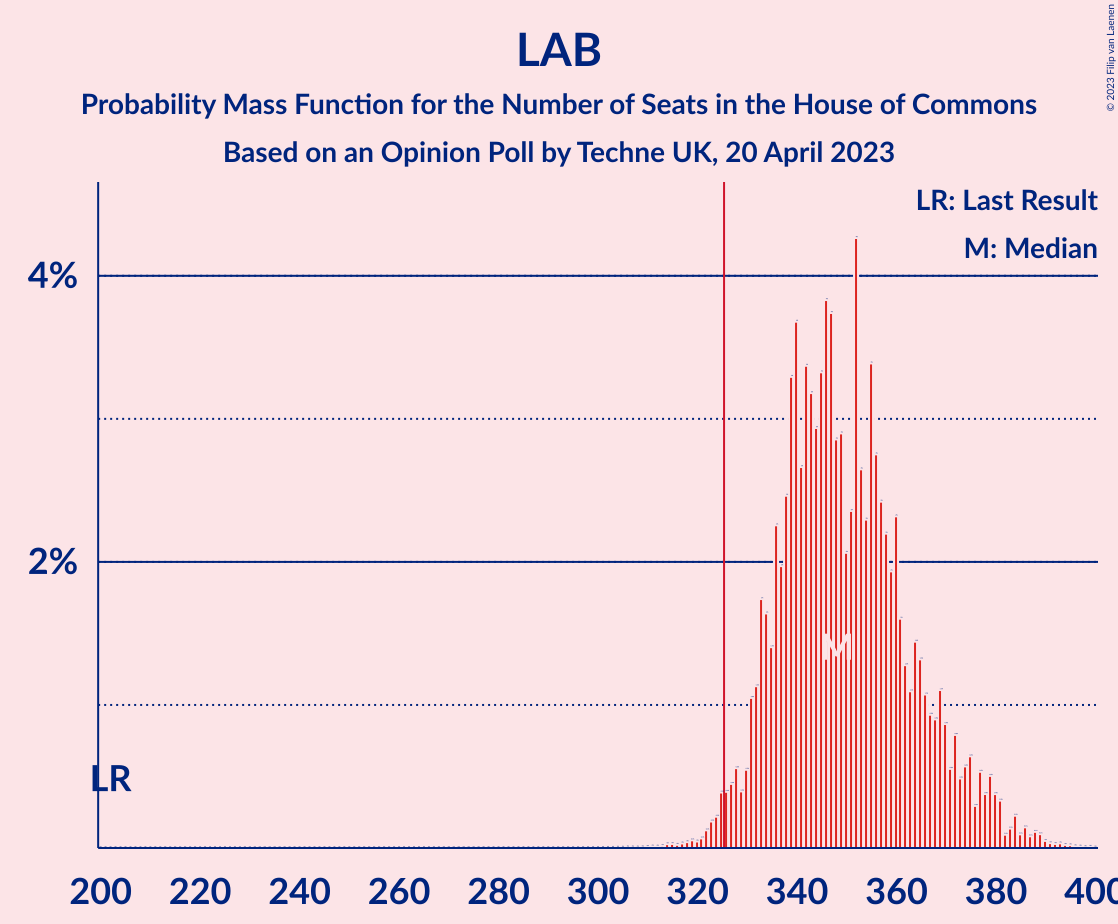 LAB
Probability Mass Function for the Number of Seats in the House of Commons
Based on an Opinion Poll by Techne UK, 20 April 2023
© 2023 Filip van Laenen
LR: Last Result
M: Median
4%
2%
M
LR
200 220 240 260 280 300 320 340 360 380 400